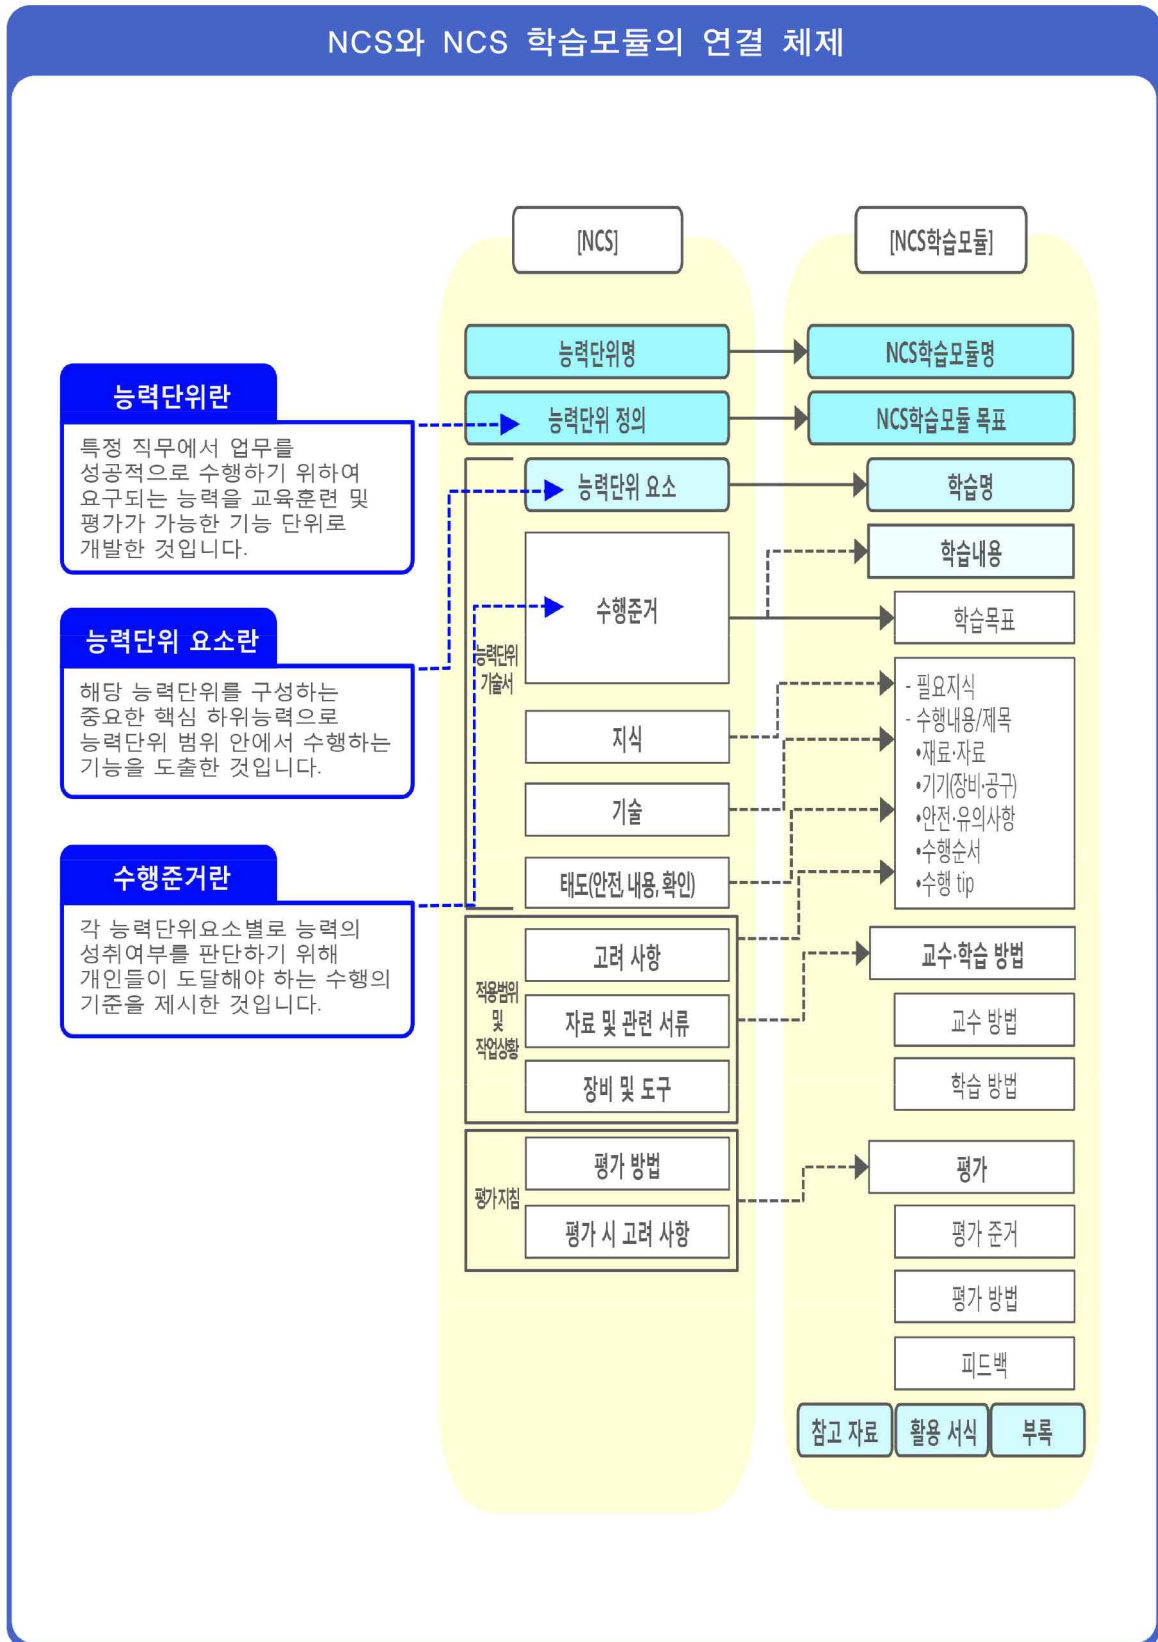 NCS와 NCS 학습모듈의 연결 체제
[NCS]
[NCS학습모듈]
능력단위명
NCS학습모듈명
능력단위 정의
NCS학습모듈 목표
능력단위 요소
학습명
학습내용
수행준거
학습목표
능력단위
기술서
지식
기술
태도(안전, 내용, 확인)
- 필요지식
- 수행내용/제목
•재료·자료
•기기(장비·공구)
•안전·유의사항
•수행순서
•수행 tip
적용범위
및
작업상황
고려 사항
자료 및 관련 서류
장비 및 도구
교수·학습 방법
교수 방법
학습 방법
평가지침
평가 방법
평가 시 고려 사항
평가
평가 준거
평가 방법
피드백
참고 자료
활용 서식
부록
능력단위란
특정 직무에서 업무를
성공적으로 수행하기 위하여
요구되는 능력을 교육훈련 및
평가가 가능한 기능 단위로
개발한 것입니다.
능력단위 요소란
해당 능력단위를 구성하는
중요한 핵심 하위능력으로
능력단위 범위 안에서 수행하는
기능을 도출한 것입니다.
수행준거란
각 능력단위요소별로 능력의
성취여부를 판단하기 위해
개인들이 도달해야 하는 수행의
기준을 제시한 것입니다.